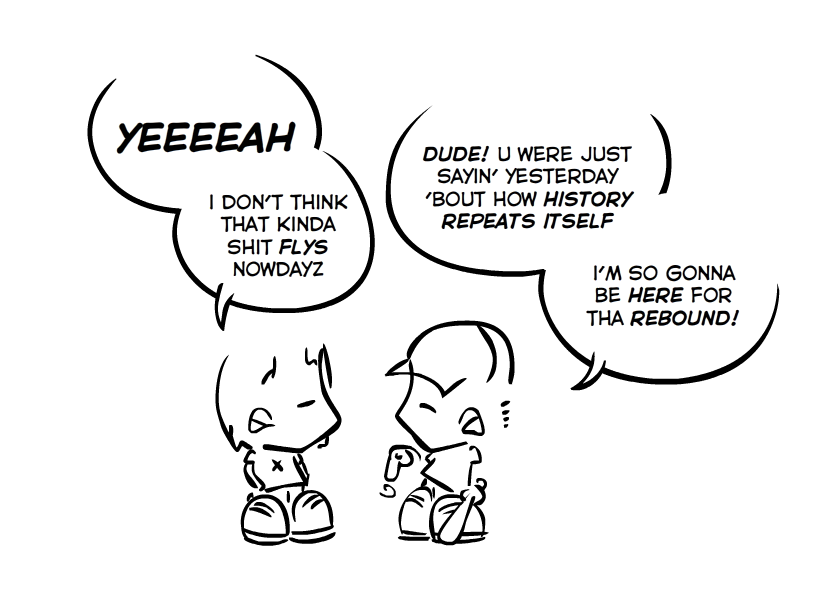 YEEEEAH
I DON'T THINK
THAT KINDA
SHIT FLYS
NOWDAYZ
DUDE! U WERE JUST
SAYIN' YESTERDAY
'BOUT HOW HISTORY
REPEATS ITSELF
I'M SO GONNA
BE HERE FOR
THA REBOUND!